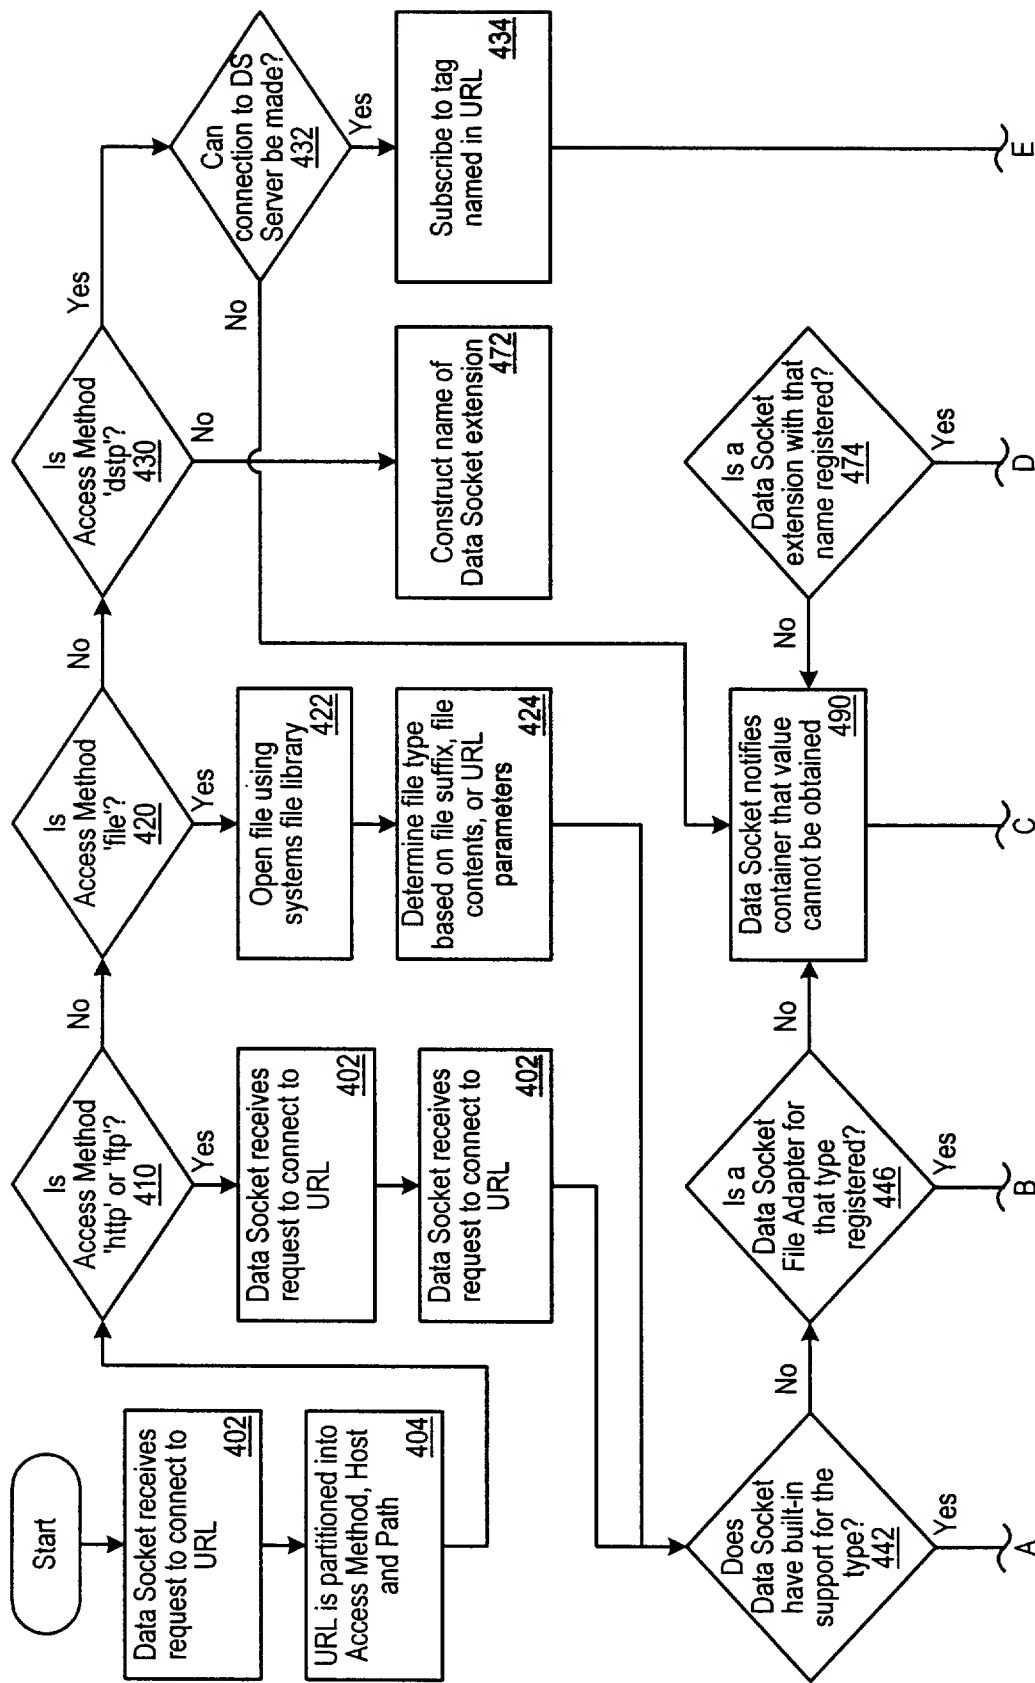 Start
Data Socket receives
request to connect to
URL
402
URL is partitioned into
Access Method, Host
and Path
404
Is
Access Method
'http' or 'ftp'?
410
No
Yes
Data Socket receives
request to connect to
URL
402
Data Socket receives
request to connect to
URL
402
Is
Access Method
'file'?
420
No
Yes
Open file using
systems file library
422
Determine file type
based on file suffix, file
contents, or URL
parameters
424
Is
Access Method
'dstp'?
430
Yes
No
Construct name of
Data Socket extension
472
Can
connection to DS
Server be made?
432
No
Yes
Subscribe to tag
named in URL
434
E
Does
Data Socket
have built-in
support for the
type?
442
No
Yes
A
Is a
Data Socket
File Adapter for
that type
registered?
446
No
Yes
B
Data Socket notifies
container that value
cannot be obtained
490
C
Is a
Data Socket
extension with that
name registered?
474
No
Yes
D